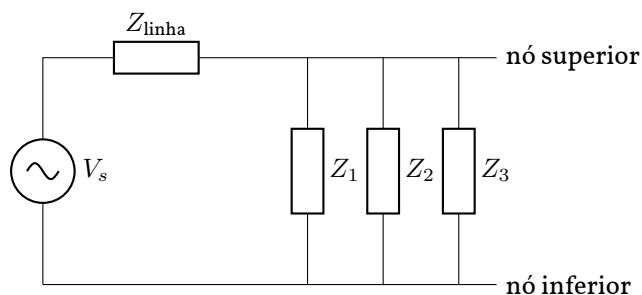 Z_linha
nó superior
V_s
Z_1
Z_2
Z_3
nó inferior